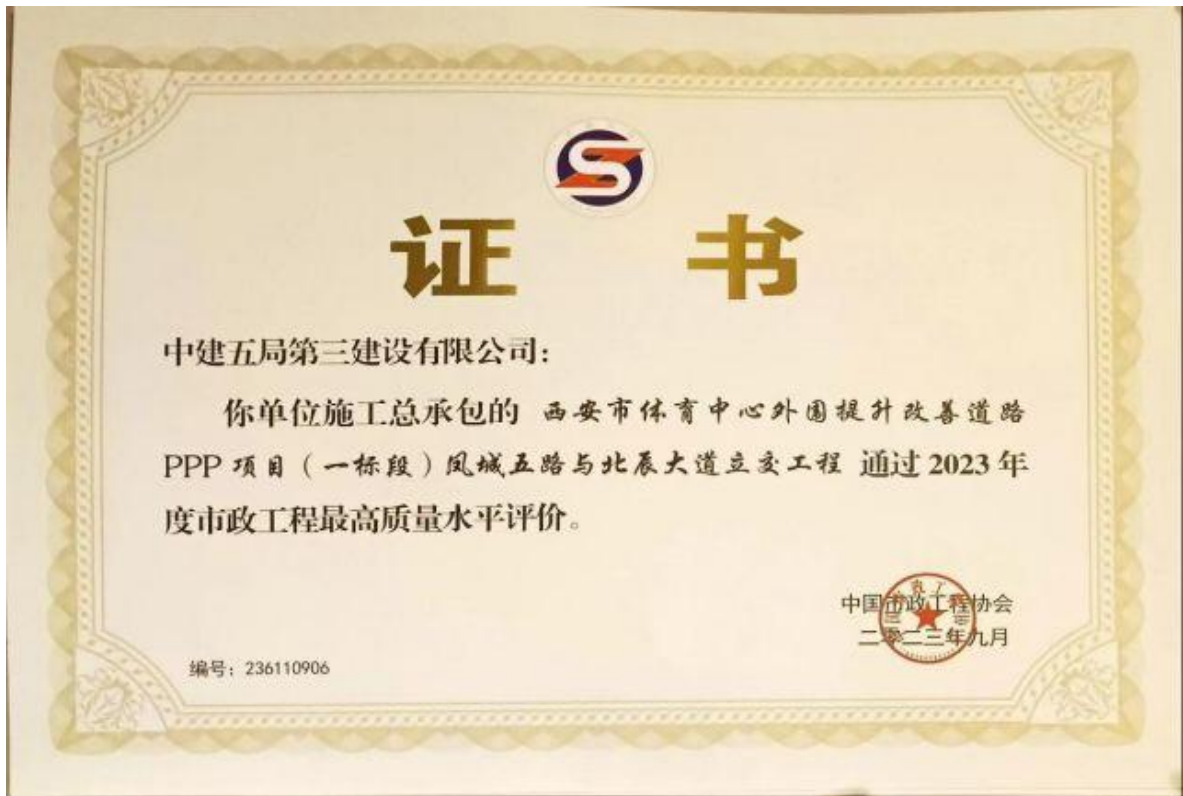 证 书
中建五局第三建设有限公司:
你单位施工总承包的 西安市体育中心外围提升改善道路
PPP 项目(一标段)凤城五路与北辰大道立交工程 通过 2023 年
度市政工程最高质量水平评价。
中国市政工程协会
二零二三年九月
编号: 236110906